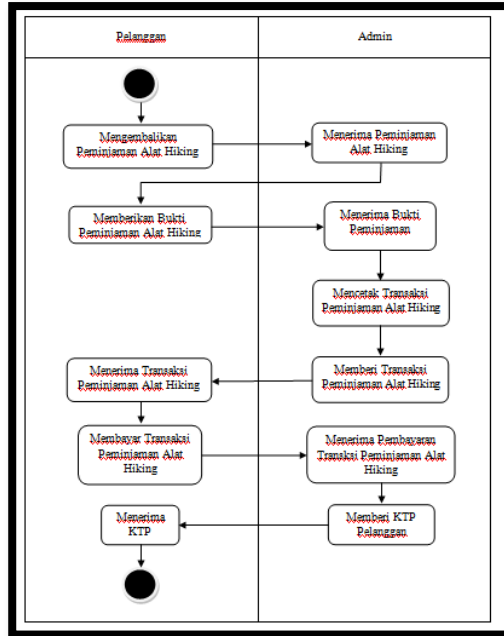 Pelanggan
Admin
Mengembalikan
Peminjaman Alat Hiking
Menerima Peminjaman
Alat Hiking
Memberikan Bukti
Peminjaman Alat Hiking
Menerima Bukti
Peminjaman
Mencetak Transaksi
Peminjaman Alat Hiking
Memberi Transaksi
Peminjaman Alat Hiking
Menerima Transaksi
Peminjaman Alat Hiking
Membayar Transaksi
Peminjaman Alat
Hiking
Menerima Pembayaran
Transksi Peminjaman Alat
Hiking
Memberi KTP
Pelanggan
Menerima
KTP